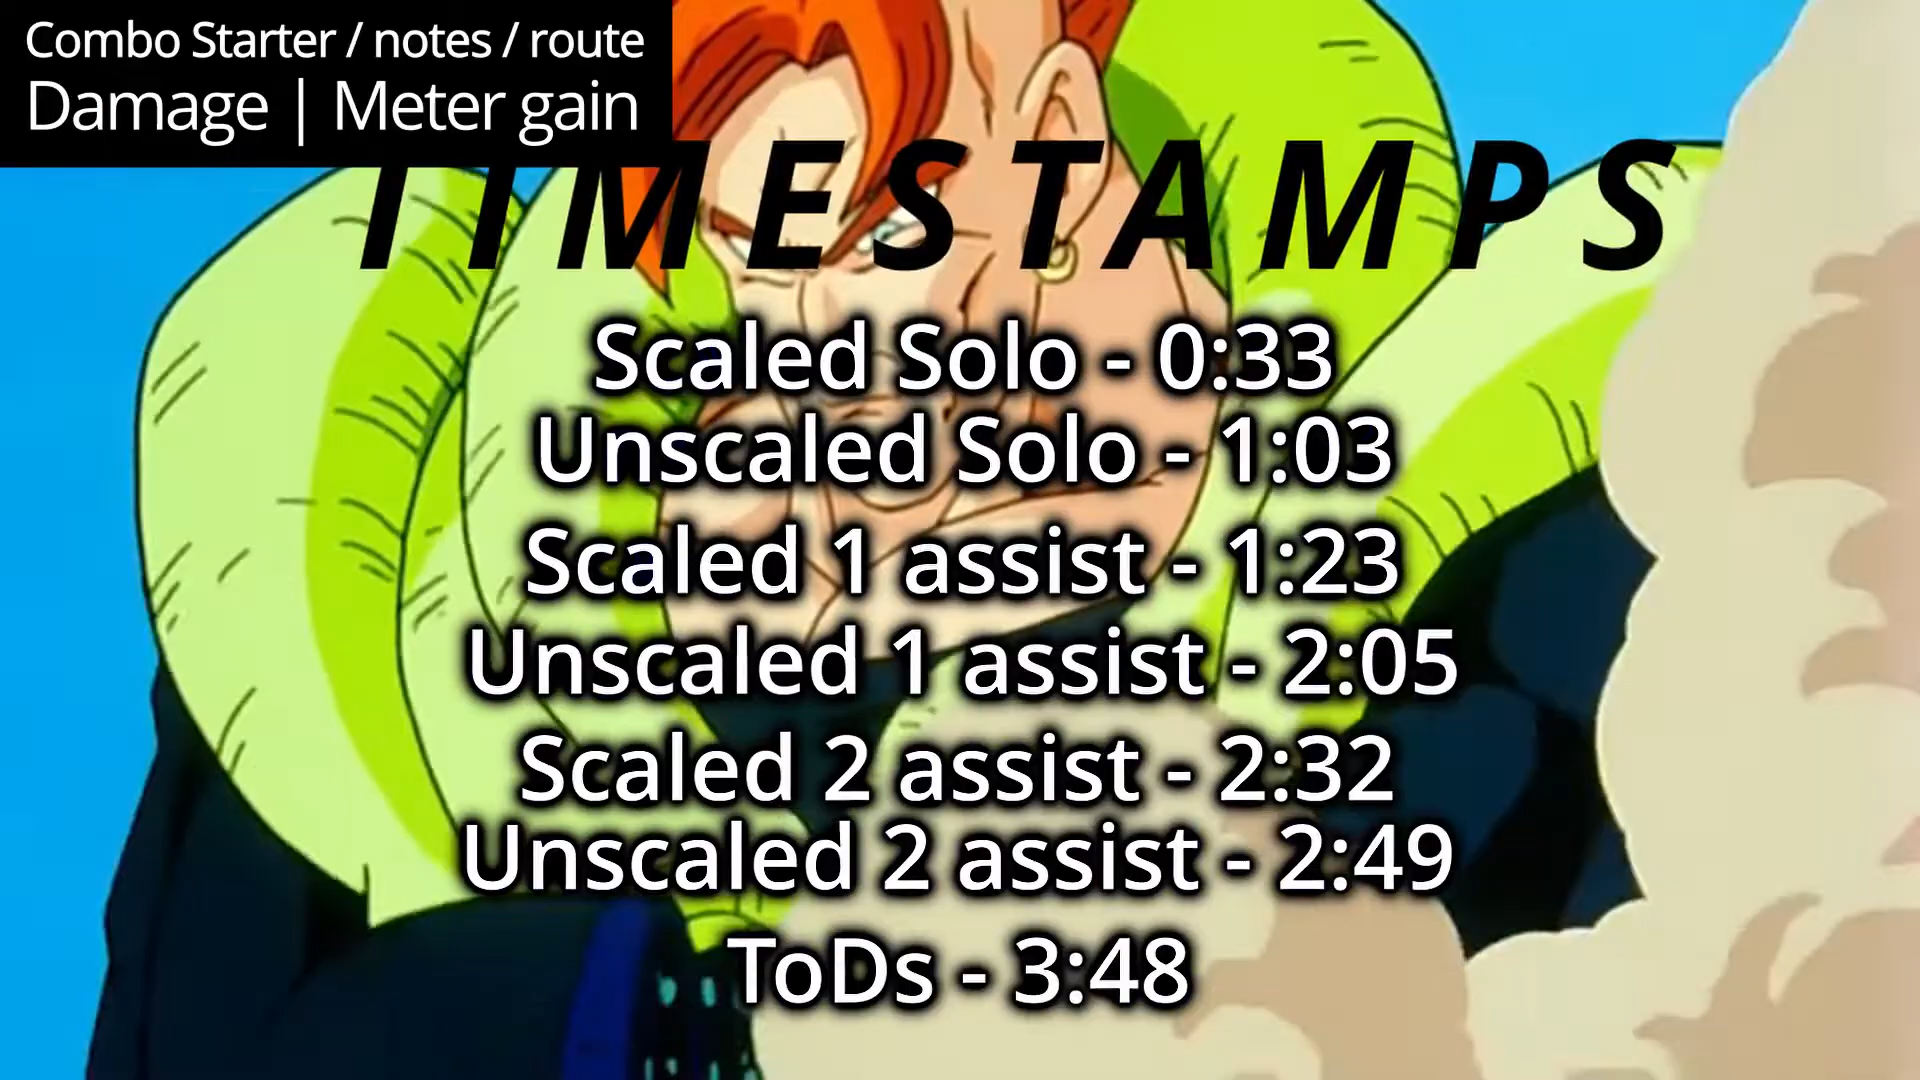 Combo Starter / notes / route
Damage | Meter gain
TIMESTAMPS
Scaled Solo - 0:33
Unscaled Solo - 1:03
Scaled 1 assist - 1:23
Unscaled 1 assist - 2:05
Scaled 2 assist - 2:32
Unscaled 2 assist - 2:49
ToDs - 3:48